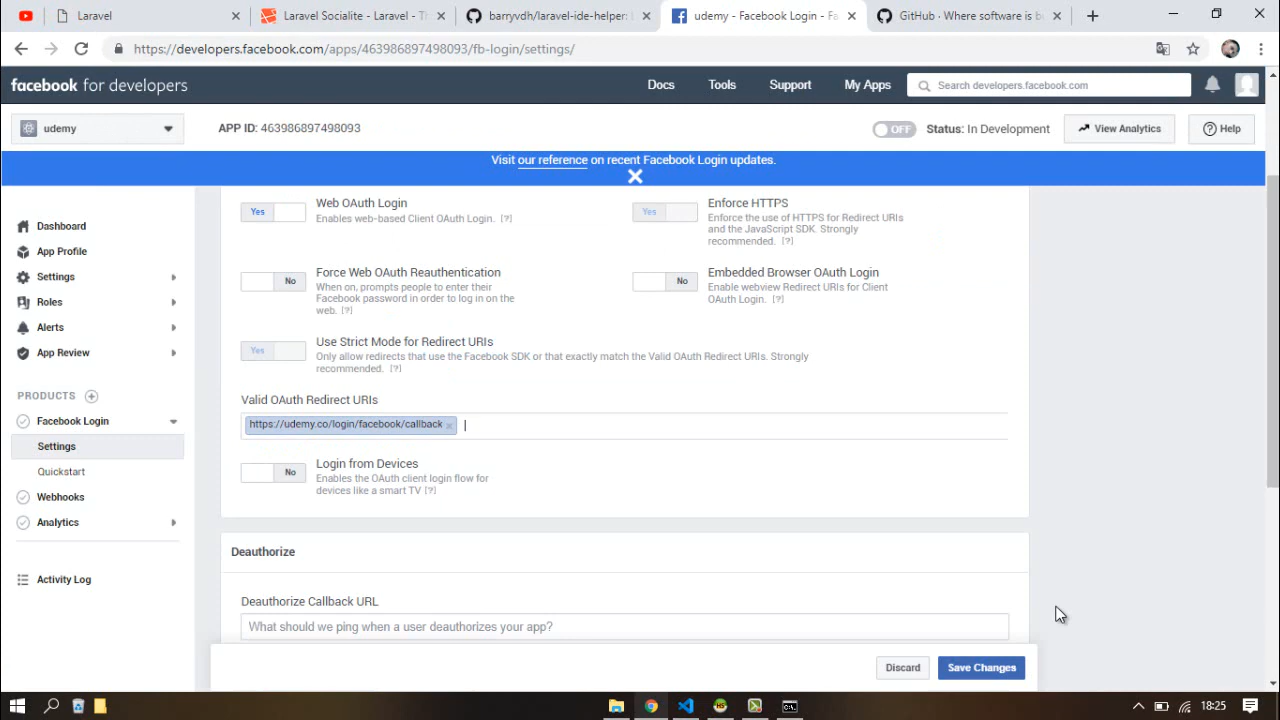 Laravel
Laravel Socialite - Laravel - Th
barryvdh/laravel-ide-helper:
udemy - Facebook Login - Fa
GitHub · Where software is bu
https://developers.facebook.com/apps/463986897498093/fb-login/settings/
facebook for developers
Docs
Tools
Support
My Apps
Search developers.facebook.com
udemy
APP ID: 463986897498093
OFF
Status: In Development
View Analytics
Help
Visit our reference on recent Facebook Login updates.
Dashboard
App Profile
Settings
Roles
Alerts
App Review
PRODUCTS
Facebook Login
Settings
Quickstart
Webhooks
Analytics
Activity Log
Yes
Web OAuth Login
Enables web-based Client OAuth Login. [?]
Yes
Enforce HTTPS
Enforce the use of HTTPS for Redirect URIs
and the JavaScript SDK. Strongly
recommended. [?]
No
Force Web OAuth Reauthentication
When on, prompts people to enter their
Facebook password in order to log in on the
web. [?]
No
Embedded Browser OAuth Login
Enable webview Redirect URIs for Client
OAuth Login. [?]
Yes
Use Strict Mode for Redirect URIs
Only allow redirects that use the Facebook SDK or that exactly match the Valid OAuth Redirect URIs. Strongly
recommended. [?]
Valid OAuth Redirect URIs
https://udemy.co/login/facebook/callback
No
Login from Devices
Enables the OAuth client login flow for
devices like a smart TV [?]
Deauthorize
Deauthorize Callback URL
What should we ping when a user deauthorizes your app?
Discard
Save Changes
18:25